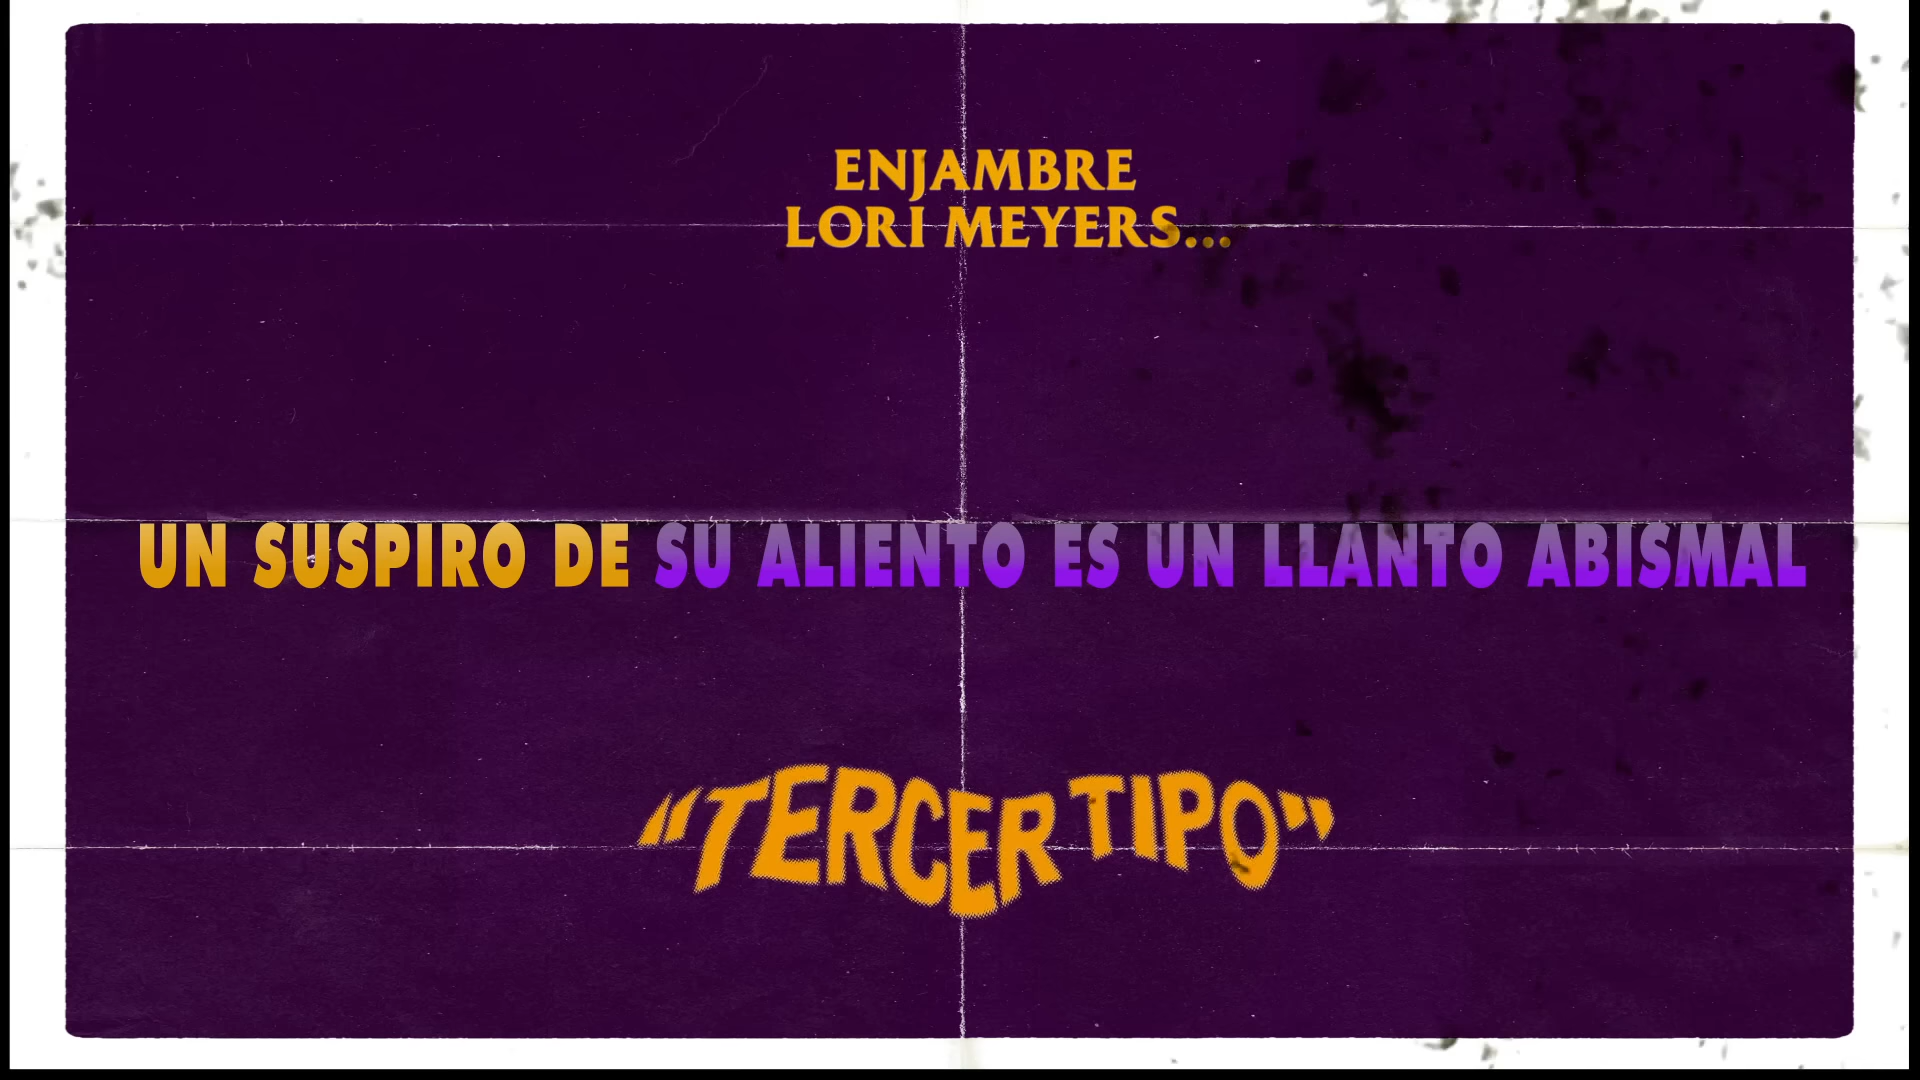 ENJAMBRE
LORI MEYERS...
UN SUSPIRO DE SU ALIENTO ES UN LLANTO ABISMAL
“TERCER TIPO”